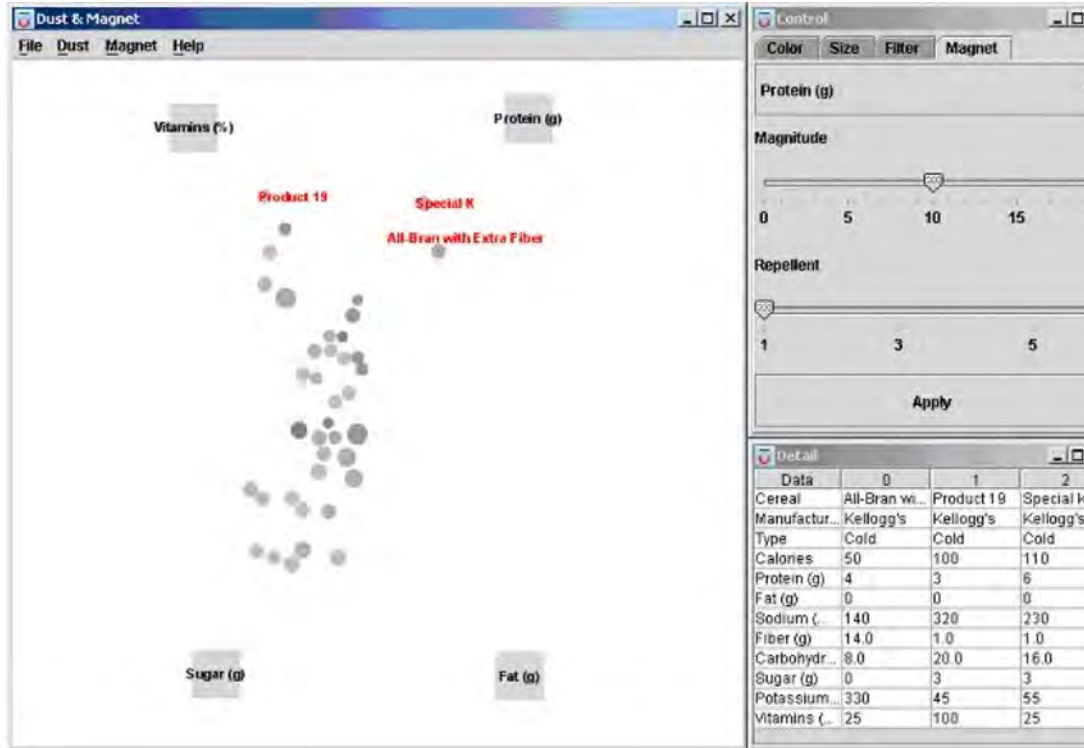 Dust & Magnet
File Dust Magnet Help
Vitamins (%)
Protein (g)
Product 19
Special K
All-Bran with Extra Fiber
Sugar (g)
Fat (g)
Control
Color Size Filter Magnet
Protein (g)
Magnitude
0 5 10 15
Repellent
1 3 5
Apply
Detail
Data 0 1 2
Cereal All-Bran wi... Product 19 Special K
Manufactur... Kellogg's Kellogg's Kellogg's
Type Cold Cold Cold
Calories 50 100 110
Protein (g) 4 3 6
Fat (g) 0 0 0
Sodium (... 140 320 230
Fiber (g) 14.0 1.0 1.0
Carbohydr... 8.0 20.0 16.0
Sugar (g) 0 3 3
Potassium... 330 45 55
Vitamins (... 25 100 25